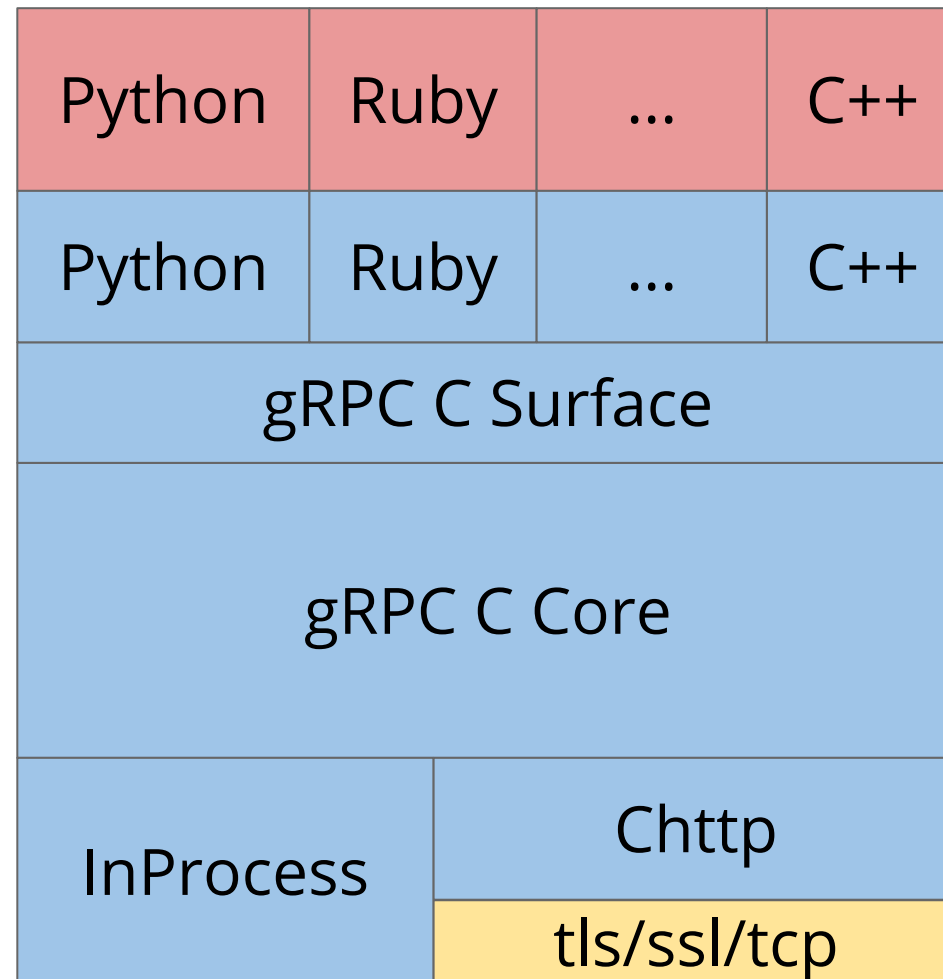 Python Ruby ... C++
Python Ruby ... C++
gRPC C Surface
gRPC C Core
InProcess
Chttp
tls/ssl/tcp